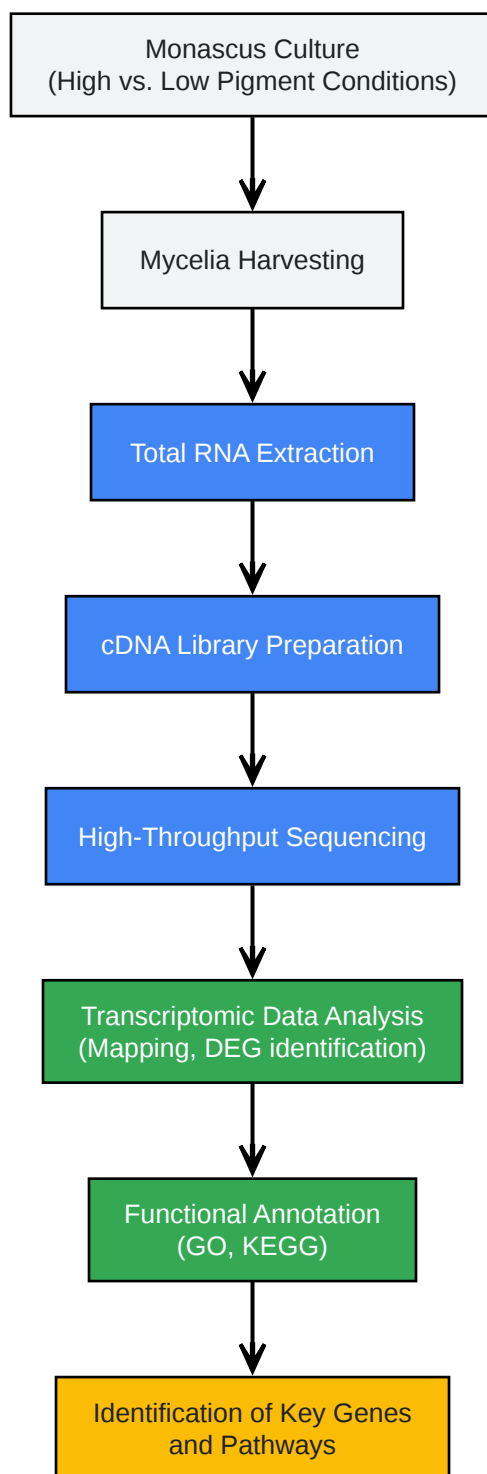 Monascus Culture
(High vs. Low Pigment Conditions)
Mycelia Harvesting
Total RNA Extraction
cDNA Library Preparation
High-Throughput Sequencing
Transcriptomic Data Analysis
(Mapping, DEG identification)
Functional Annotation
(GO, KEGG)
Identification of Key Genes
and Pathways